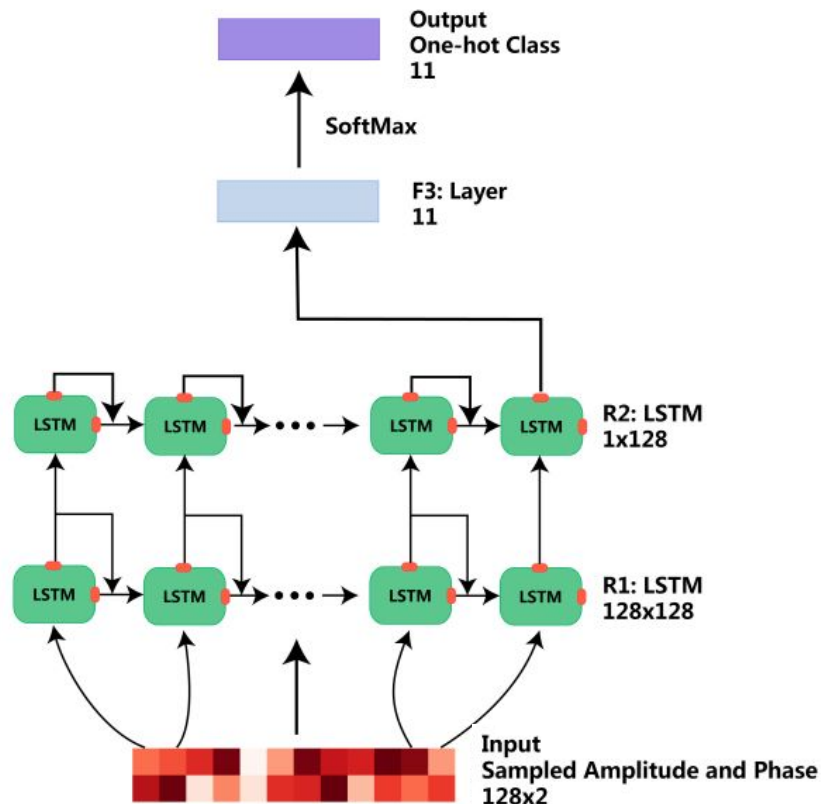 Output
One-hot Class
11
SoftMax
F3: Layer
11
LSTM LSTM LSTM LSTM
R2: LSTM
1x128
LSTM LSTM LSTM LSTM
R1: LSTM
128x128
Input
Sampled Amplitude and Phase
128x2